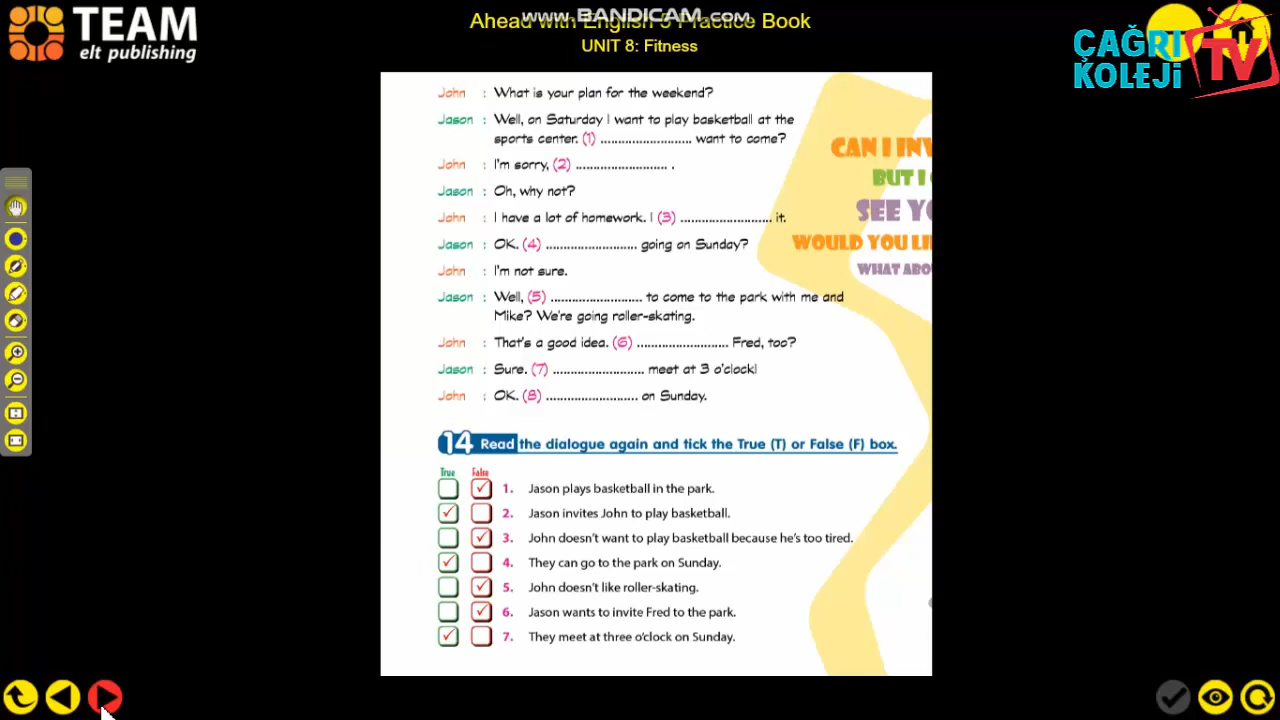 TEAM
elt publishing
www.BANDICAM.com
Ahead with English 5 Practice Book
UNIT 8: Fitness
ÇAĞRI
KOLEJİ
TV
John : What is your plan for the weekend?
Jason : Well, on Saturday I want to play basketball at the
sports center. (1) .......................... want to come?
John : I'm sorry, (2) .......................... .
Jason : Oh, why not?
John : I have a lot of homework. I (3) .......................... it.
Jason : OK. (4) .......................... going on Sunday?
John : I'm not sure.
Jason : Well, (5) .......................... to come to the park with me and
Mike? We're going roller-skating.
John : That's a good idea. (6) .......................... Fred, too?
Jason : Sure. (7) .......................... meet at 3 o'clock!
John : OK. (8) .......................... on Sunday.
CAN I INV
BUT I
SEE YO
WOULD YOU LI
WHAT ABO
14 Read the dialogue again and tick the True (T) or False (F) box.
True False
1. Jason plays basketball in the park.
2. Jason invites John to play basketball.
3. John doesn't want to play basketball because he's too tired.
4. They can go to the park on Sunday.
5. John doesn't like roller-skating.
6. Jason wants to invite Fred to the park.
7. They meet at three o'clock on Sunday.